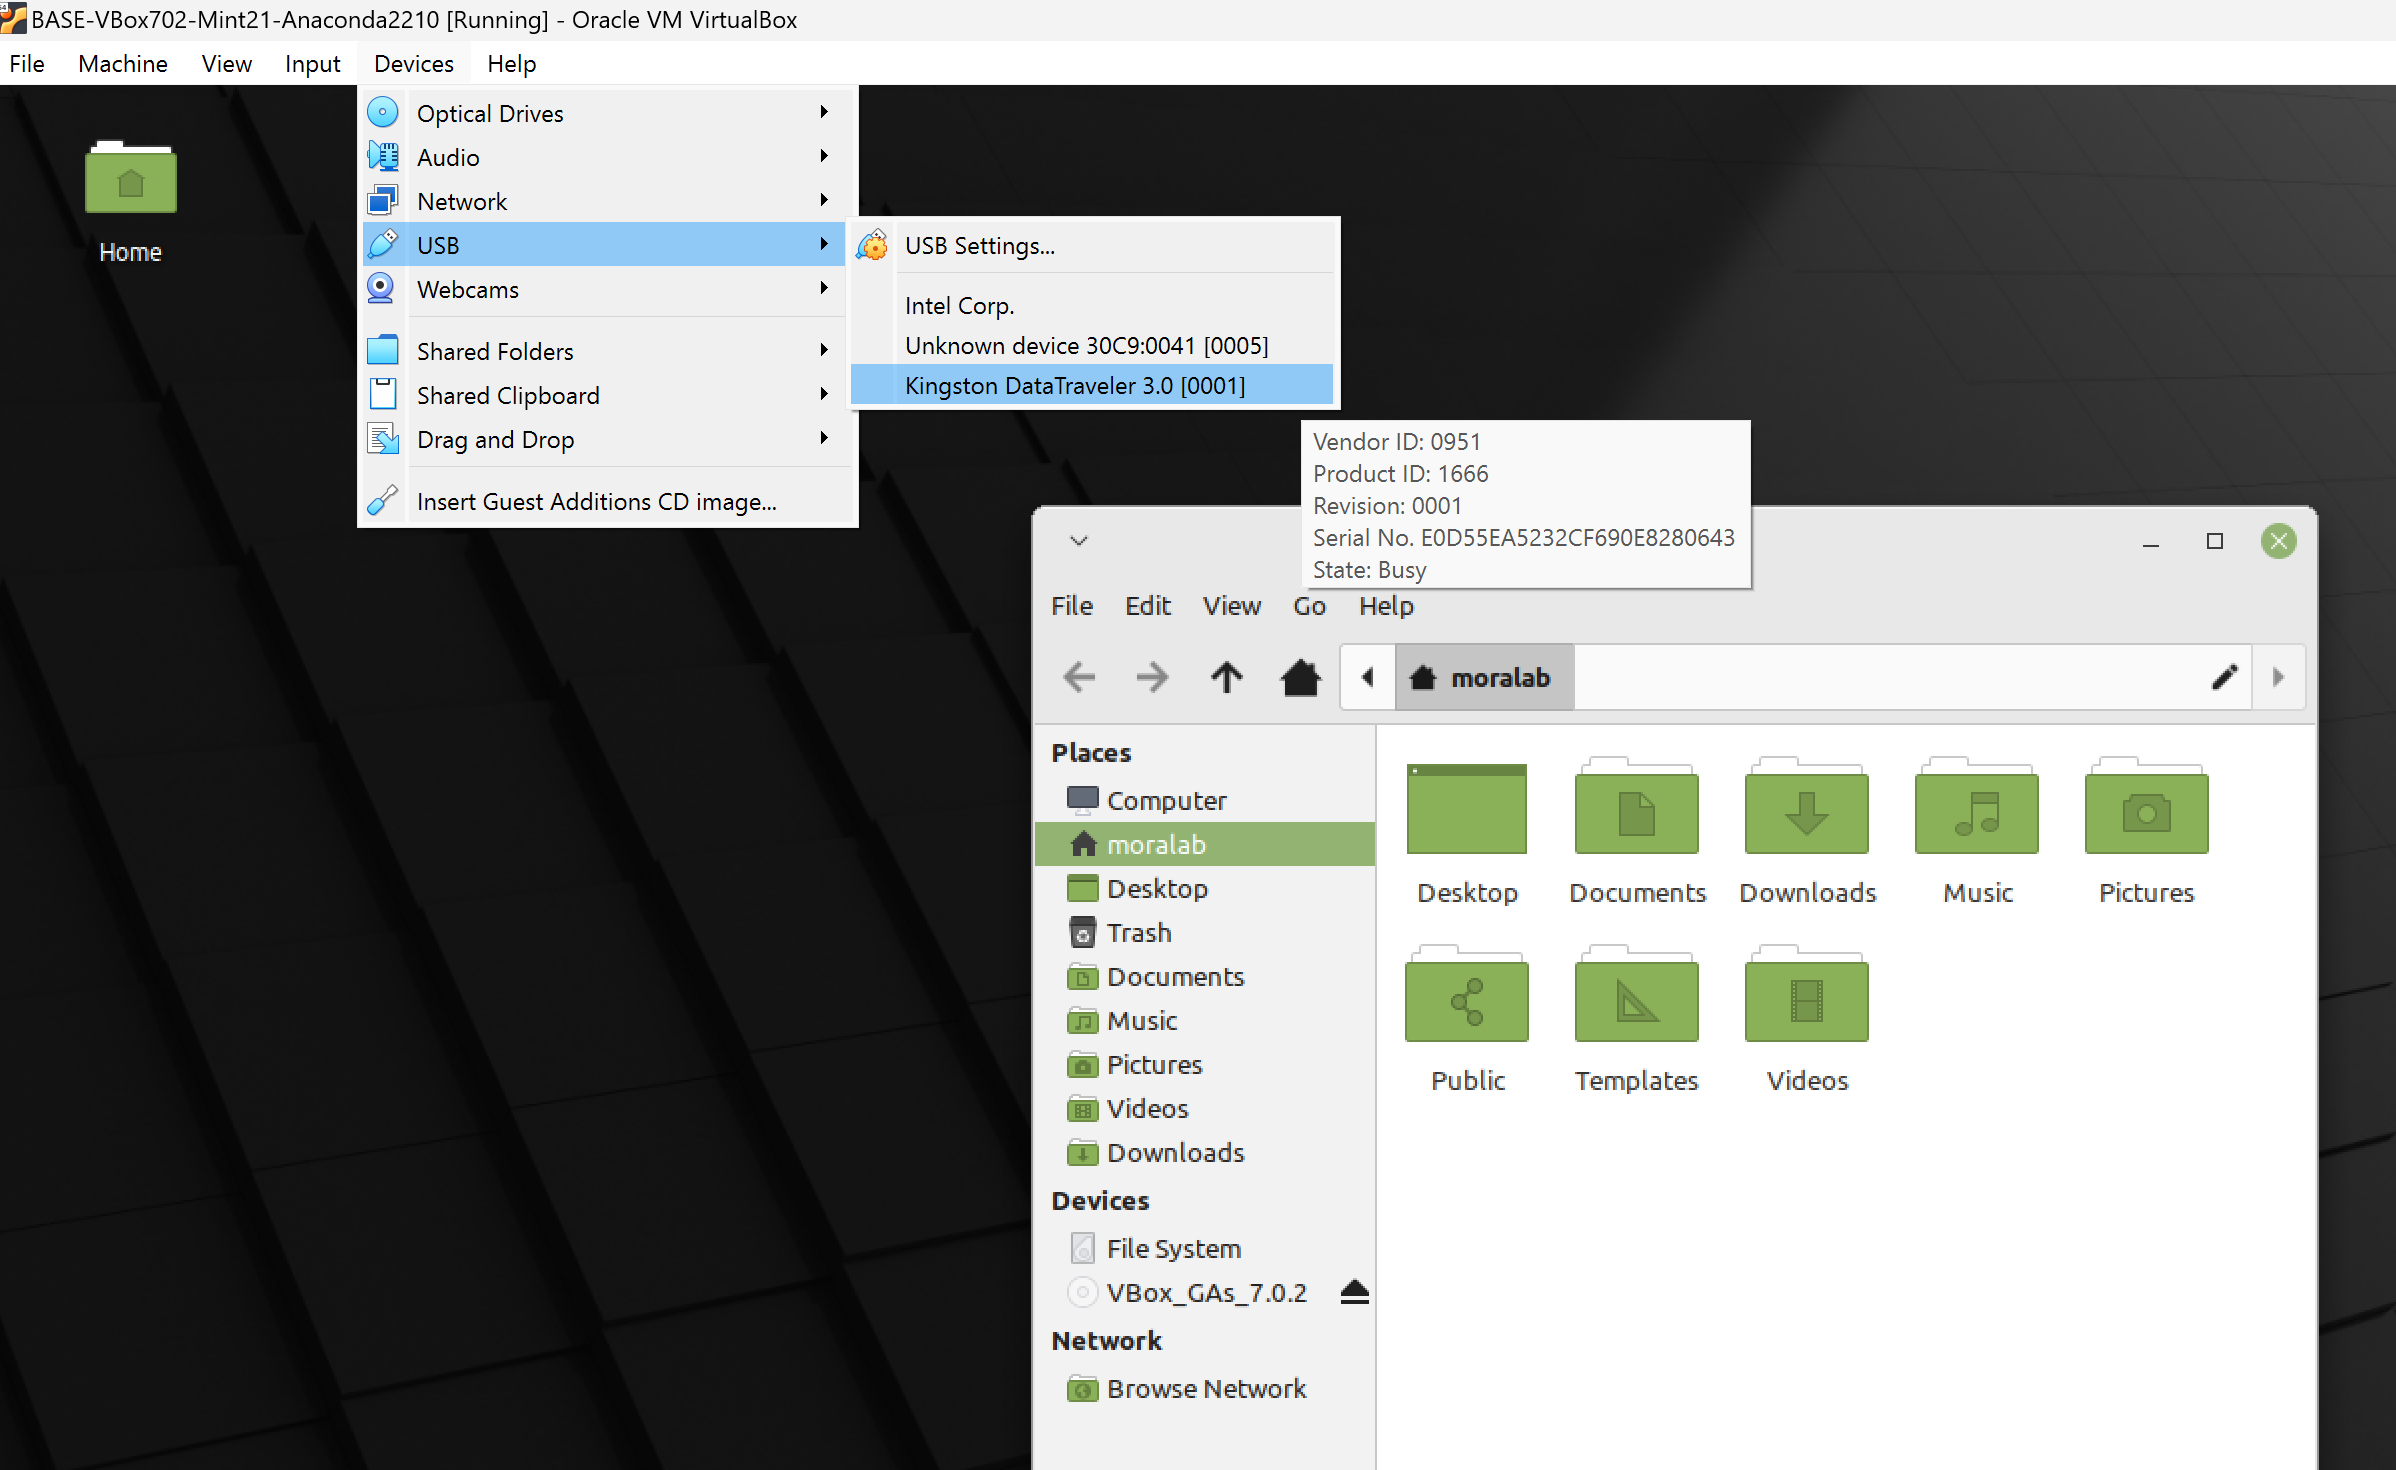 BASE-VBox702-Mint21-Anaconda2210 [Running] - Oracle VM VirtualBox
File Machine View Input Devices Help
Optical Drives
Audio
Network
USB
Webcams
Shared Folders
Shared Clipboard
Drag and Drop
Insert Guest Additions CD image...
USB Settings...
Intel Corp.
Unknown device 30C9:0041 [0005]
Kingston DataTraveler 3.0 [0001]
Vendor ID: 0951
Product ID: 1666
Revision: 0001
Serial No. E0D55EA5232CF690E8280643
State: Busy
Home
File Edit View Go Help
moralab
Places
Computer
moralab
Desktop
Trash
Documents
Music
Pictures
Videos
Downloads
Devices
File System
VBox_GAs_7.0.2
Network
Browse Network
Desktop Documents Downloads Music Pictures
Public Templates Videos